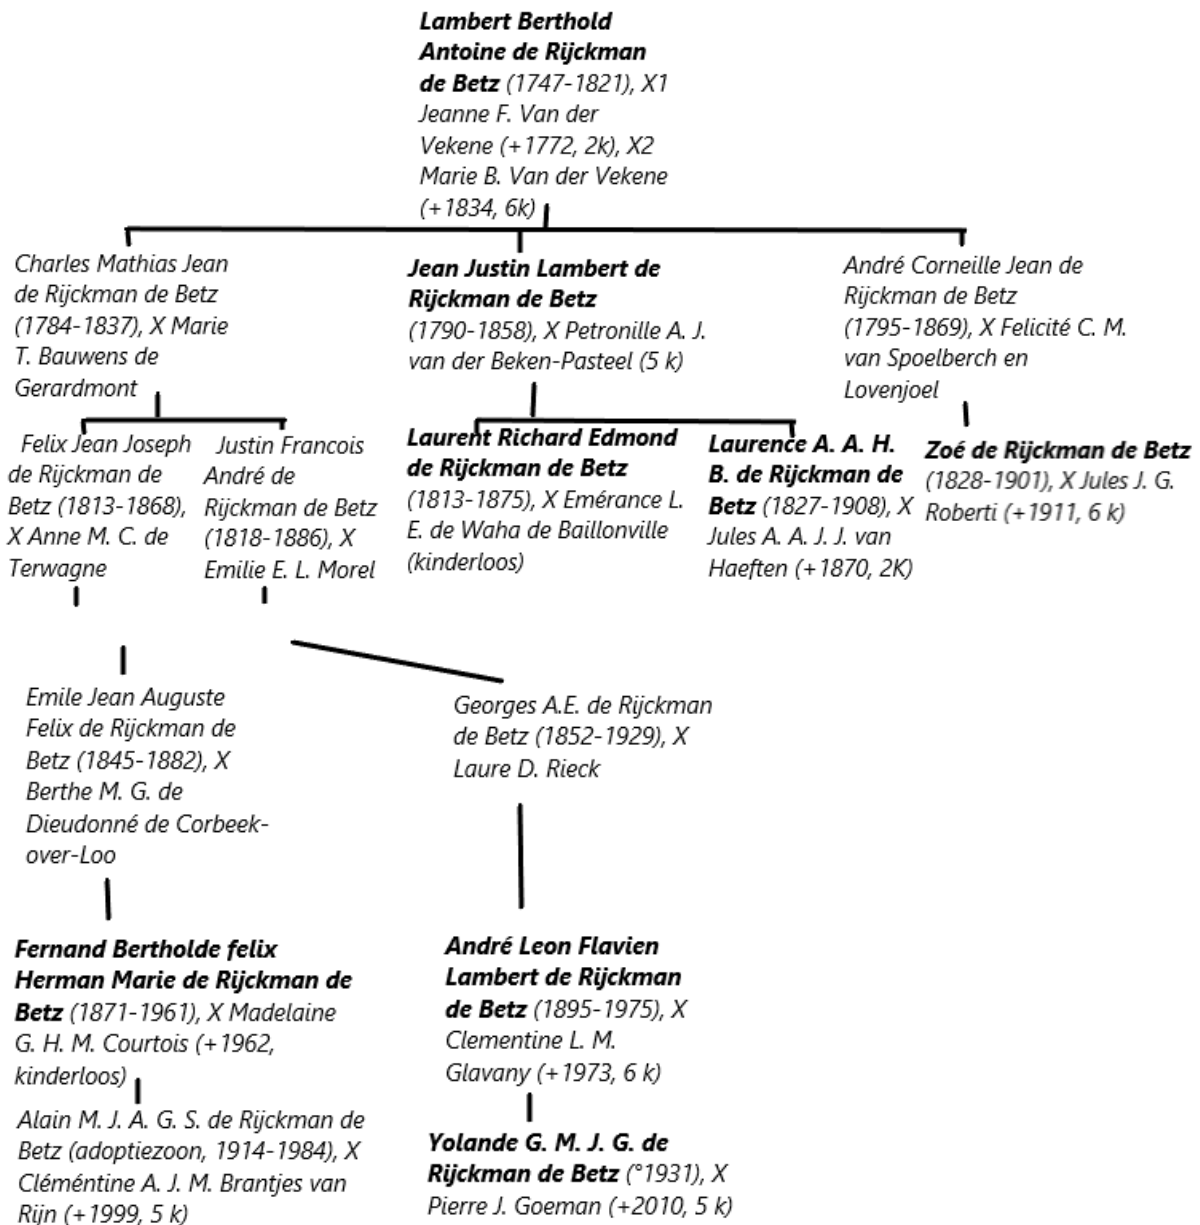 Lambert Berthold
Antoine de Rijckman
de Betz (1747-1821), X1
Jeanne F. Van der
Vekene (+1772, 2k), X2
Marie B. Van der Vekene
(+1834, 6k)
Charles Mathias Jean
de Rijckman de Betz
(1784-1837), X Marie
T. Bauwens de
Gerardmont
Jean Justin Lambert de
Rijckman de Betz
(1790-1858), X Petronille A. J.
van der Beken-Pasteel (5 k)
André Corneille Jean de
Rijckman de Betz
(1795-1869), X Felicité C. M.
van Spoelberch en
Lovenjoel
Felix Jean Joseph
de Rijckman de
Betz (1813-1868),
X Anne M. C. de
Terwagne
Justin Francois
André de
Rijckman de Betz
(1818-1886), X
Emilie E. L. Morel
Laurent Richard Edmond
de Rijckman de Betz
(1813-1875), X Emérance L.
E. de Waha de Baillonville
(kinderloos)
Laurence A. A. H.
B. de Rijckman de
Betz (1827-1908), X
Jules A. A. J. J. van
Haeften (+1870, 2K)
Zoé de Rijckman de Betz
(1828-1901), X Jules J. G.
Roberti (+1911, 6 k)
Emile Jean Auguste
Felix de Rijckman de
Betz (1845-1882), X
Berthe M. G. de
Dieudonné de Corbeek-
over-Loo
Georges A.E. de Rijckman
de Betz (1852-1929), X
Laure D. Rieck
Fernand Bertholde felix
Herman Marie de Rijckman de
Betz (1871-1961), X Madelaine
G. H. M. Courtois (+1962,
kinderloos)
André Leon Flavien
Lambert de Rijckman
de Betz (1895-1975), X
Clementine L. M.
Glavany (+1973, 6 k)
Alain M. J. A. G. S. de Rijckman de
Betz (adoptiezoon, 1914-1984), X
Cléméntine A. J. M. Brantjes van
Rijn (+1999, 5 k)
Yolande G. M. J. G. de
Rijckman de Betz (°1931), X
Pierre J. Goeman (+2010, 5 k)